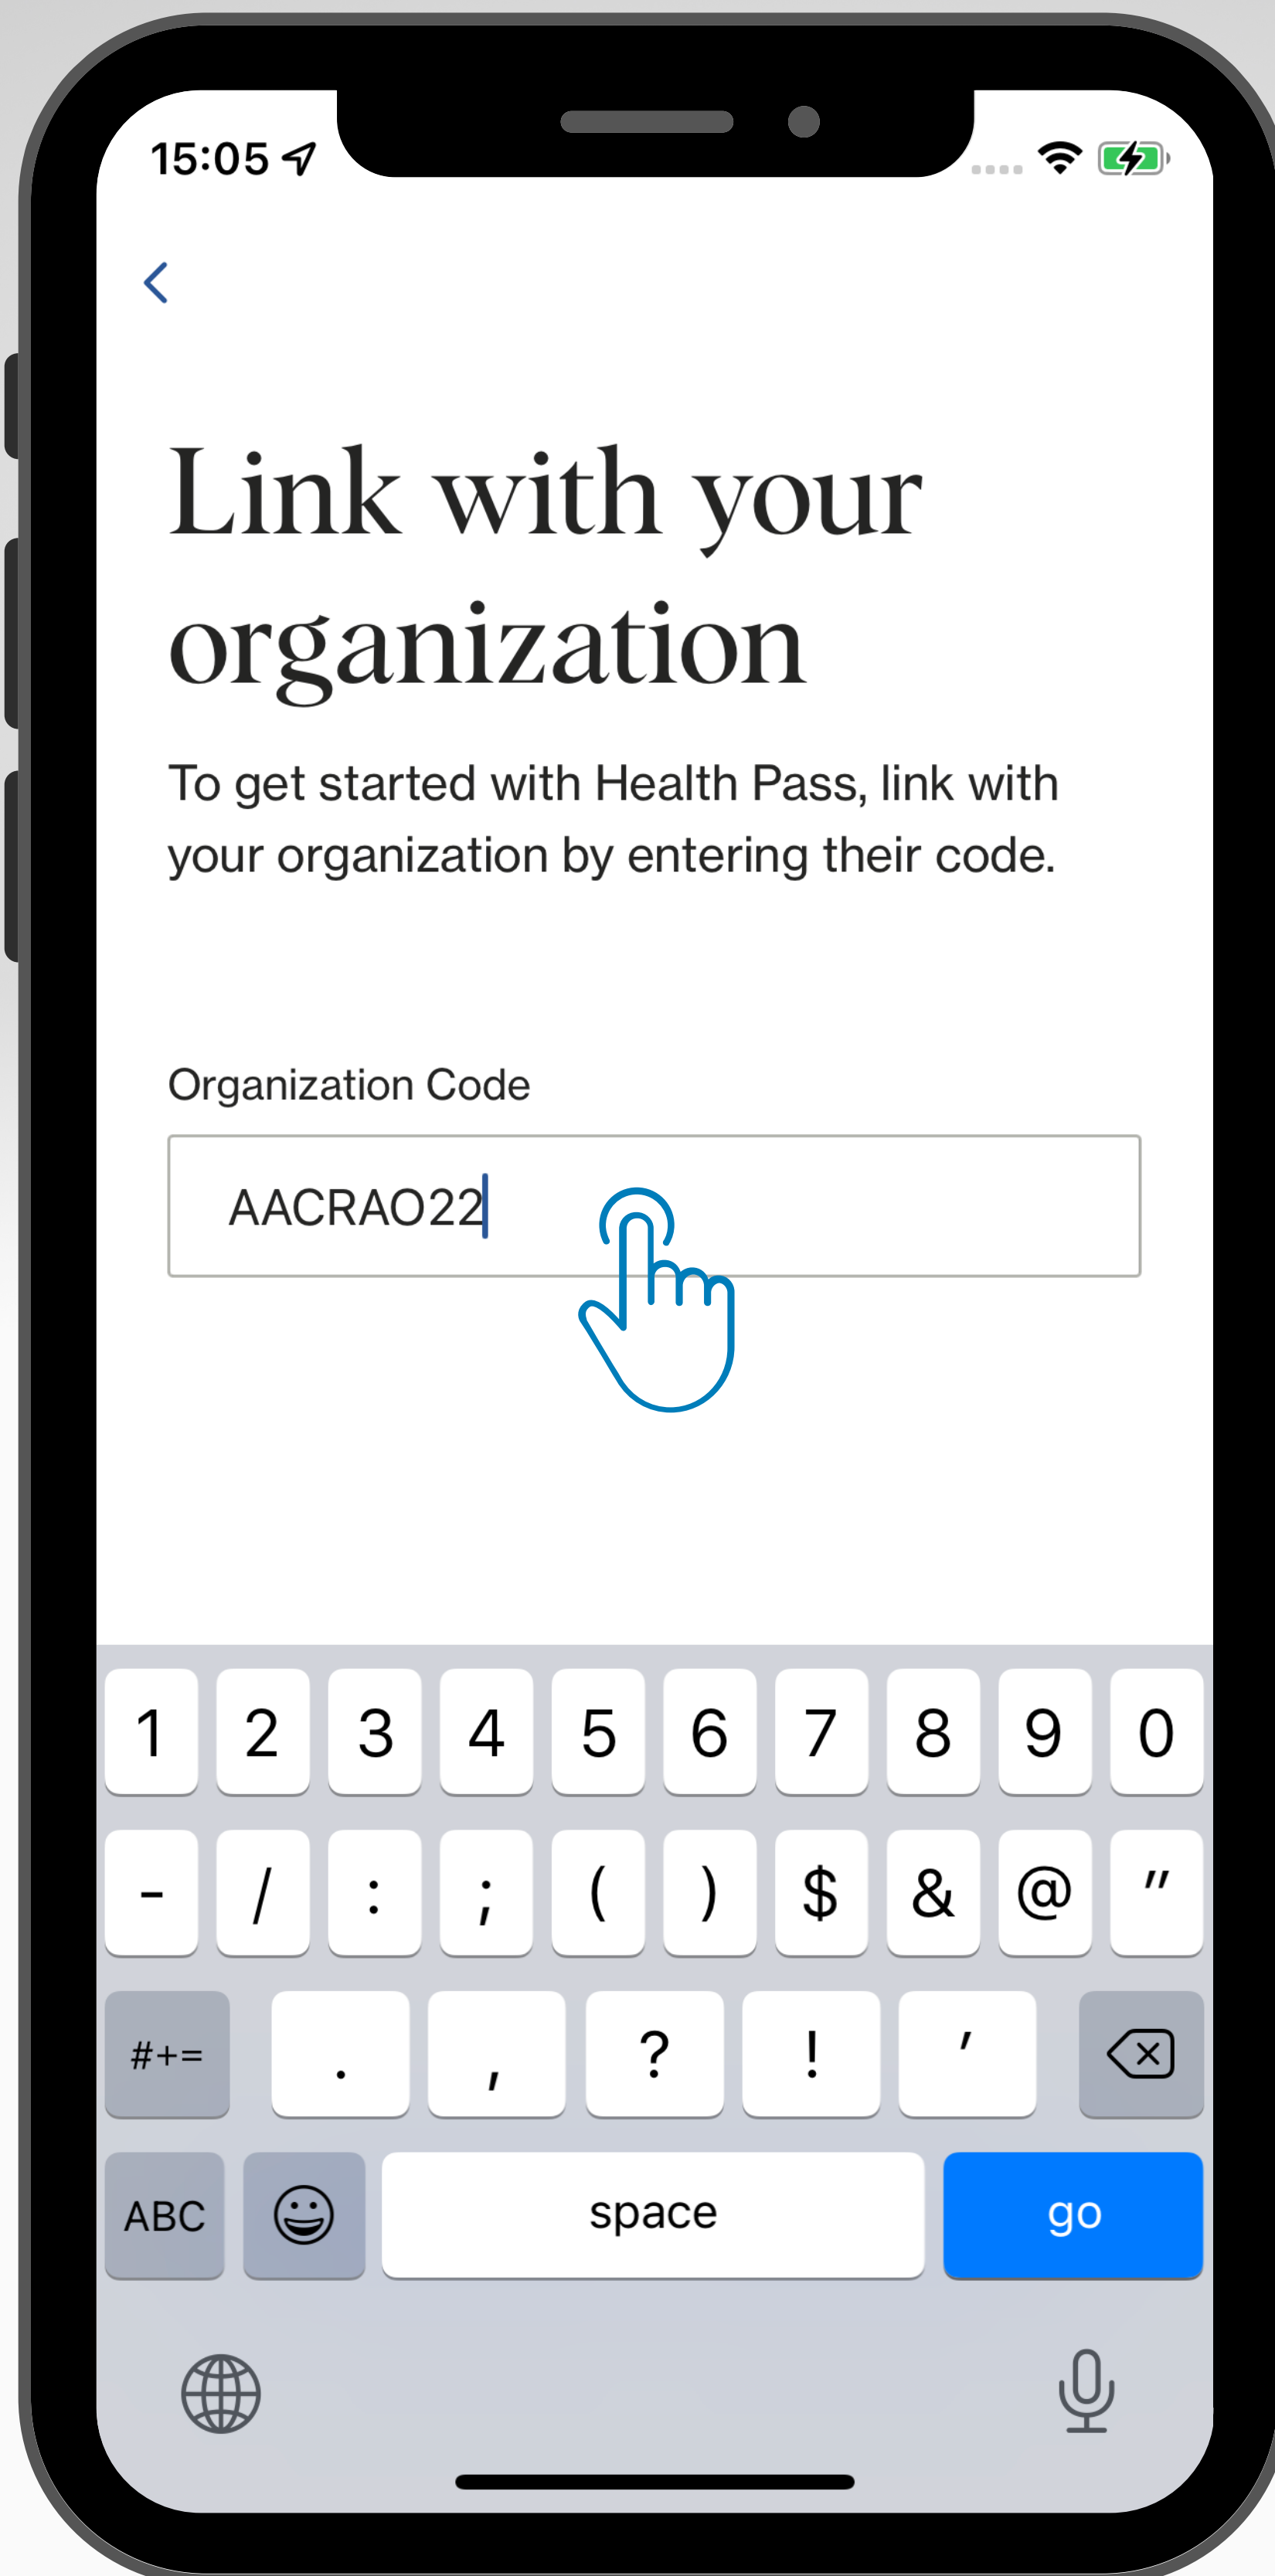 15:05
Link with your
organization
To get started with Health Pass, link with
your organization by entering their code.
Organization Code
AACRAO22
1 2 3 4 5 6 7 8 9 0
- / : ; ( ) $ & @ "
#+= . , ? ! '
ABC space go